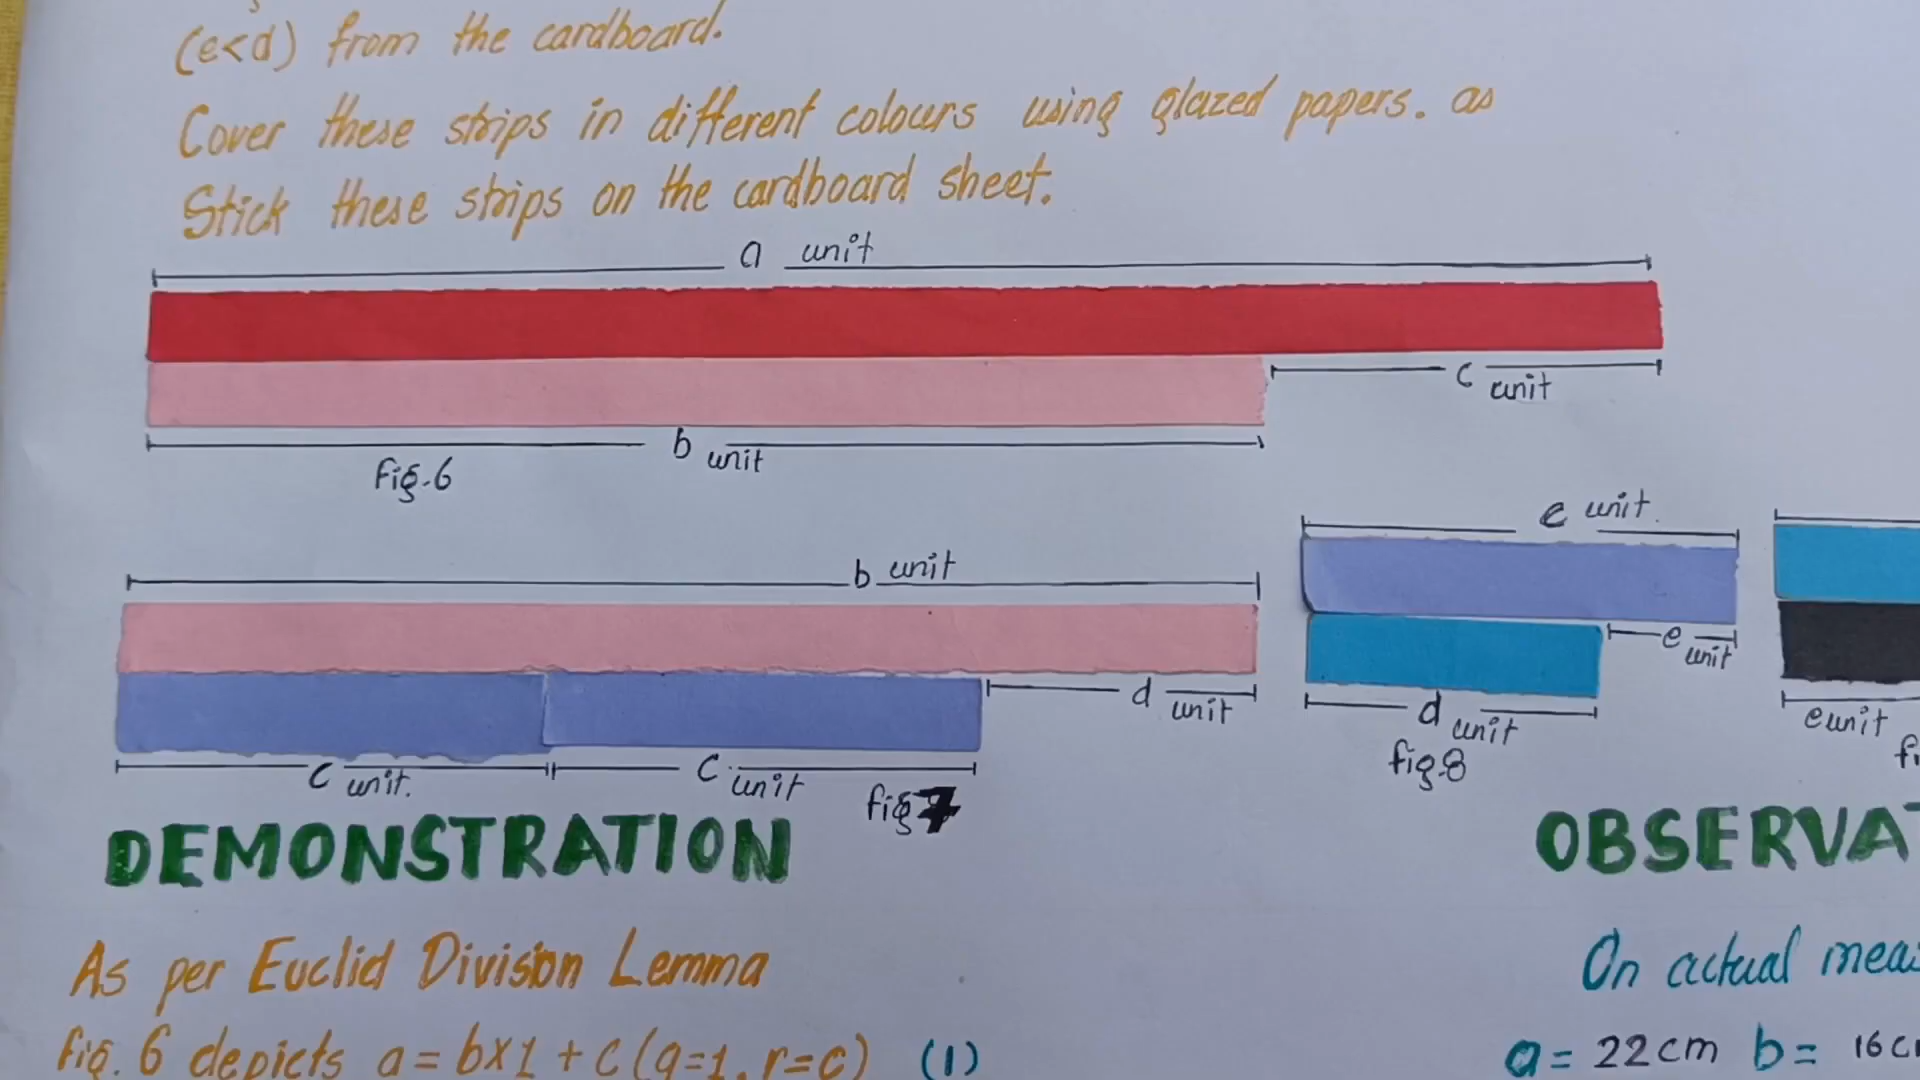 (e<d) from the cardboard.
Cover these strips in different colours using glazed papers. as
Stick these strips on the cardboard sheet.
a unit
c unit
b unit
Fig.6
b unit
d unit
c unit.
C unit
fig 7
e unit.
e unit
d unit
fig.8
e unit
DEMONSTRATION
As per Euclid Division Lemma
fig. 6 depicts a = b×1 + c (q=1, r=c) (1)
OBSERVA
On actual meas
a = 22cm b = 16c